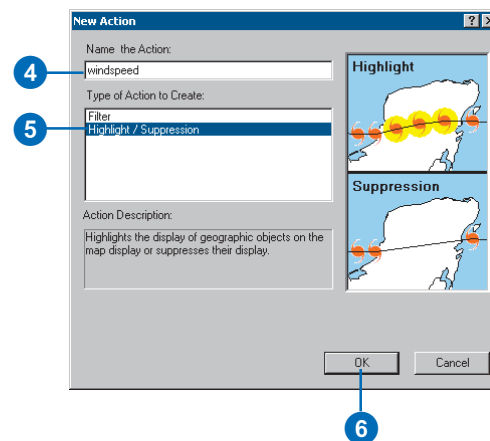 New Action
? X
Name the Action:
4
windspeed
Type of Action to Create:
5
Filter
Highlight / Suppression
Action Description:
Highlights the display of geographic objects on the
map display or suppresses their display.
Highlight
Suppression
OK
Cancel
6